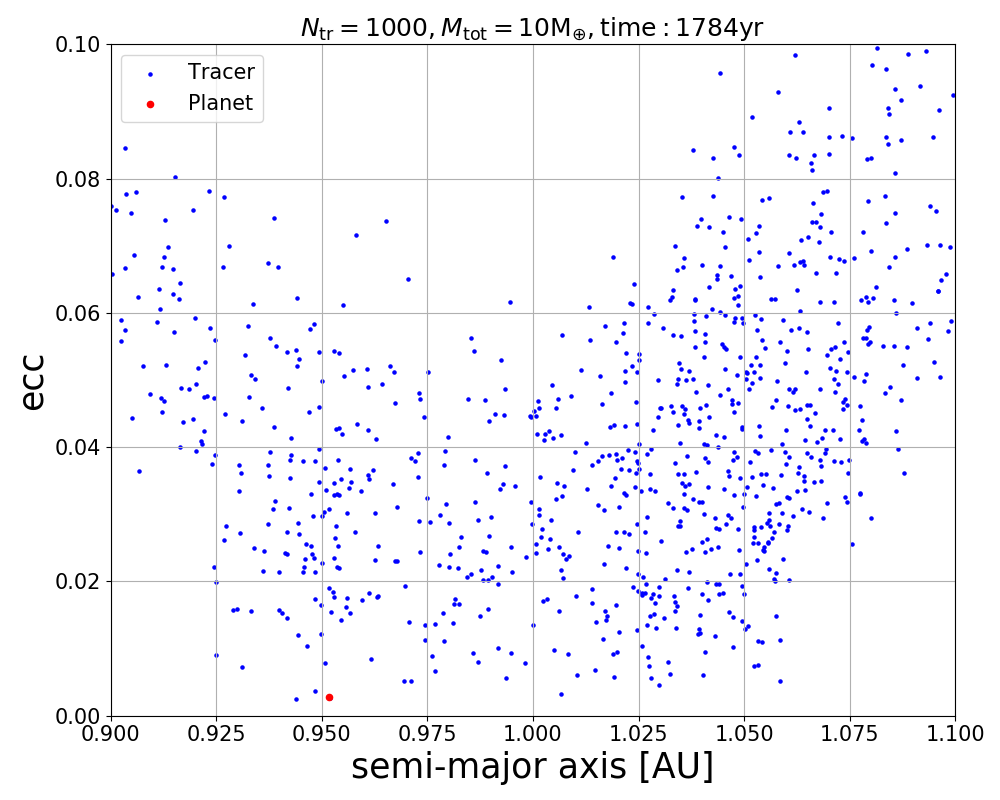 N_tr = 1000, M_tot = 10M_⊕, time : 1784yr
Tracer
Planet
0.10
0.08
0.06
0.04
0.02
0.00
ecc
0.900 0.925 0.950 0.975 1.000 1.025 1.050 1.075 1.100
semi-major axis [AU]